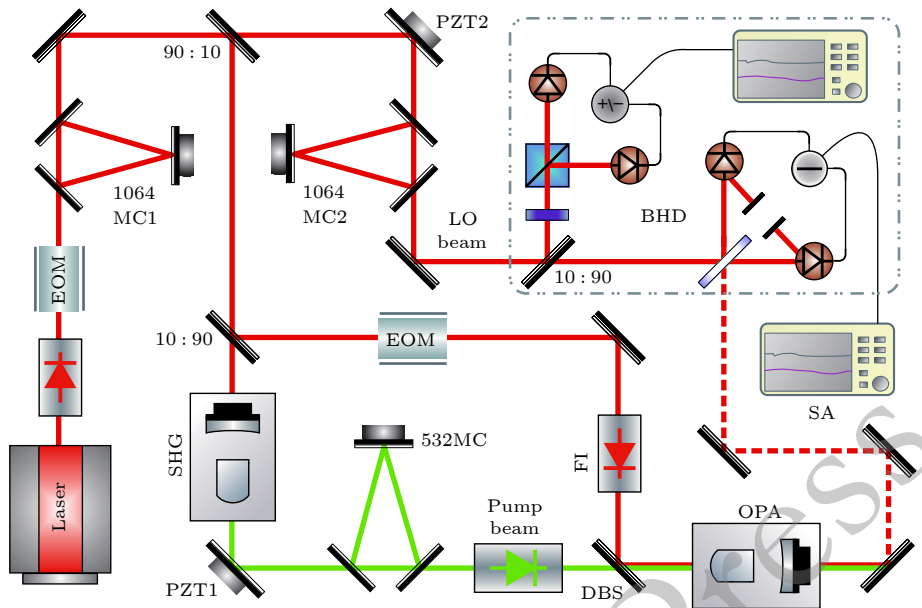 PZT2
90 : 10
+/−
1064
MC1
1064
MC2
LO
beam
BHD
10 : 90
EOM
10 : 90
EOM
SA
532MC
SHG
FI
Laser
Pump
beam
OPA
PZT1
DBS
ress